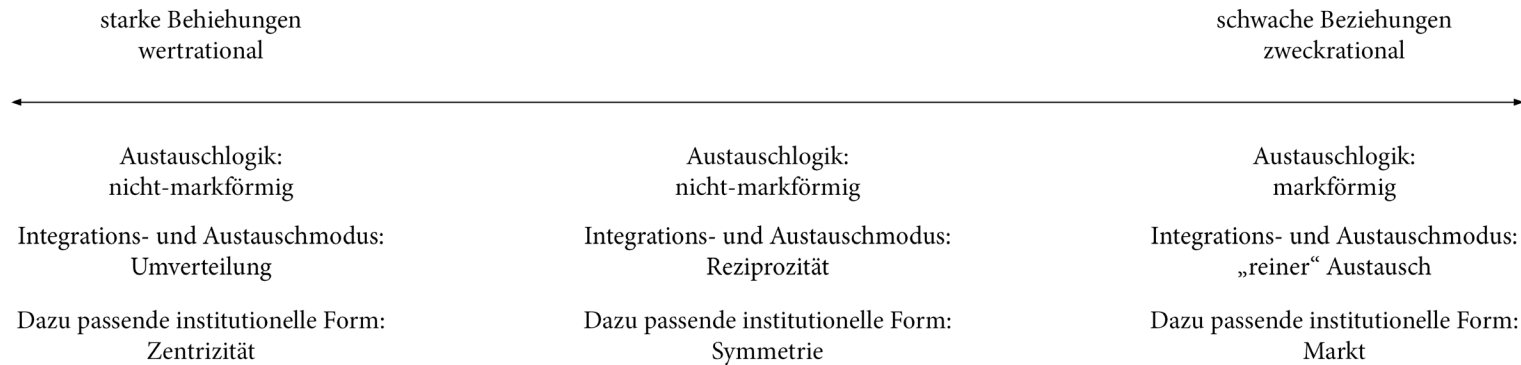 starke Behiehungen
wertrational
schwache Beziehungen
zweckrational
Austauschlogik:
nicht-markförmig
Austauschlogik:
nicht-markförmig
Austauschlogik:
markförmig
Integrations- und Austauschmodus:
Umverteilung
Integrations- und Austauschmodus:
Reziprozität
Integrations- und Austauschmodus:
„reiner“ Austausch
Dazu passende institutionelle Form:
Zentrizität
Dazu passende institutionelle Form:
Symmetrie
Dazu passende institutionelle Form:
Markt